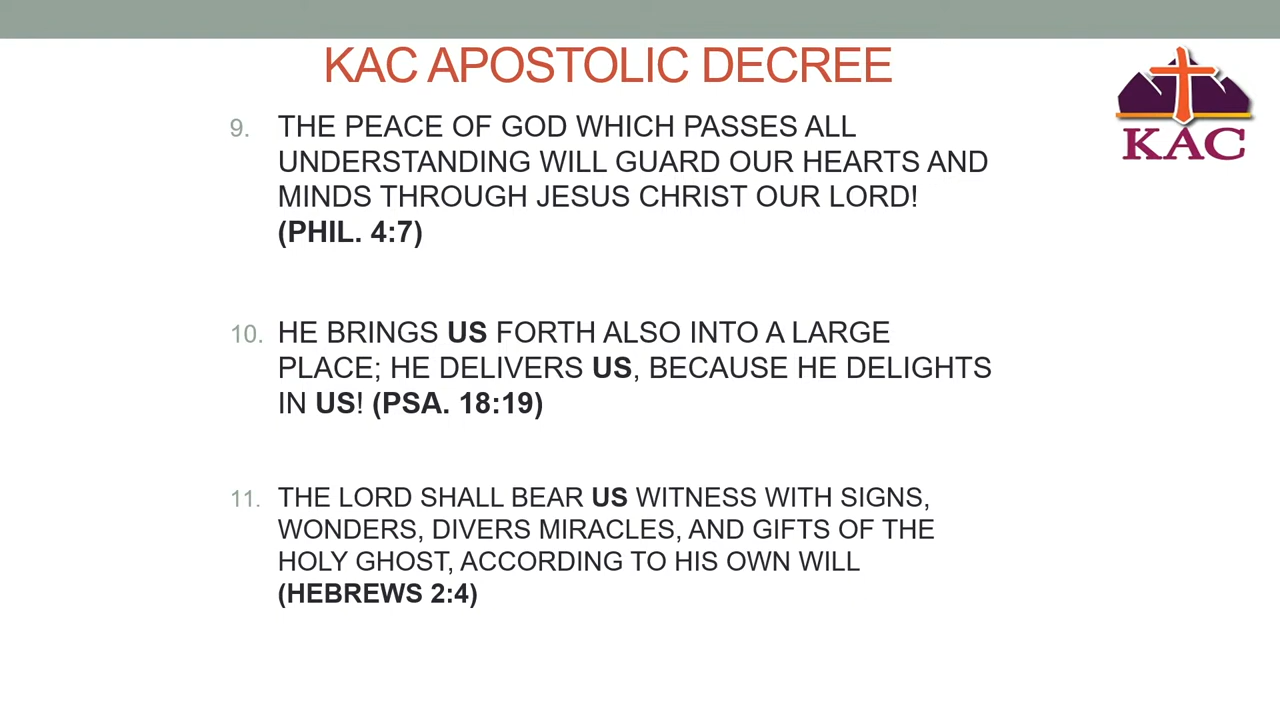 KAC APOSTOLIC DECREE
KAC
9. THE PEACE OF GOD WHICH PASSES ALL
UNDERSTANDING WILL GUARD OUR HEARTS AND
MINDS THROUGH JESUS CHRIST OUR LORD!
(PHIL. 4:7)
10. HE BRINGS US FORTH ALSO INTO A LARGE
PLACE; HE DELIVERS US, BECAUSE HE DELIGHTS
IN US! (PSA. 18:19)
11. THE LORD SHALL BEAR US WITNESS WITH SIGNS,
WONDERS, DIVERS MIRACLES, AND GIFTS OF THE
HOLY GHOST, ACCORDING TO HIS OWN WILL
(HEBREWS 2:4)